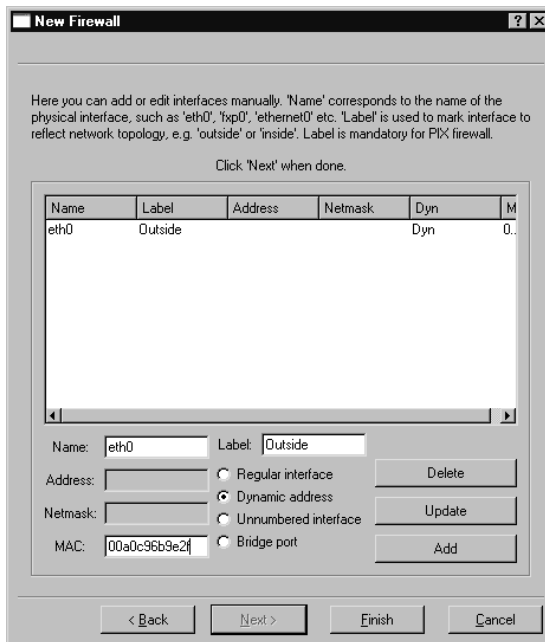 New Firewall
Here you can add or edit interfaces manually. 'Name' corresponds to the name of the
physical interface, such as 'eth0', 'fxp0', 'ethernet0' etc. 'Label' is used to mark interface to
reflect network topology, e.g. 'outside' or 'inside'. Label is mandatory for PIX firewall.
Click 'Next' when done.
Name Label Address Netmask Dyn M
eth0 Outside Dyn 0..
Name: eth0 Label: Outside
Address: Regular interface Delete
Dynamic address
Netmask: Unnumbered interface Update
MAC: 00a0c96b9e2f Bridge port Add
< Back Next > Finish Cancel